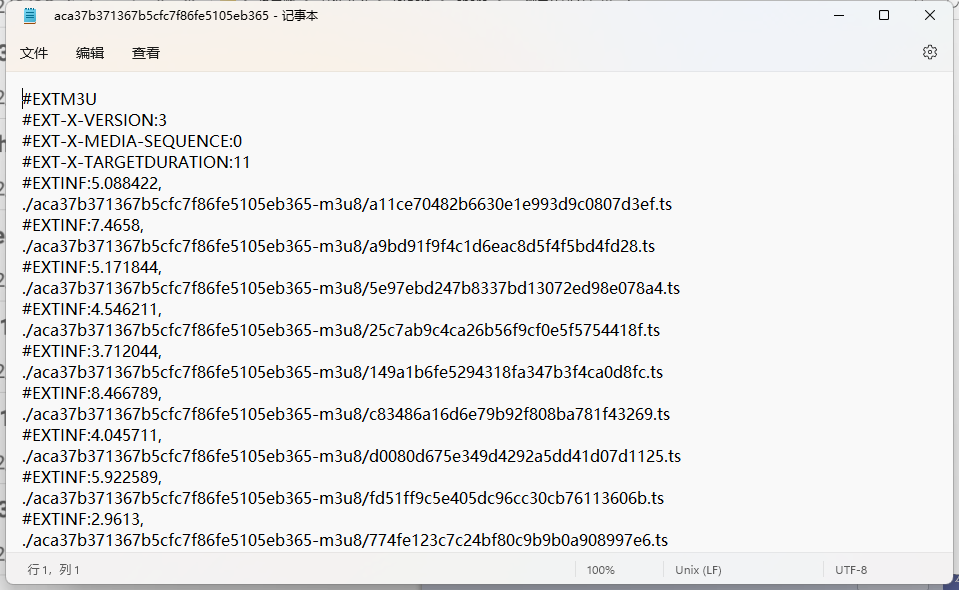 aca37b371367b5cfc7f86fe5105eb365 - 记事本
文件 编辑 查看
#EXTM3U
#EXT-X-VERSION:3
#EXT-X-MEDIA-SEQUENCE:0
#EXT-X-TARGETDURATION:11
#EXTINF:5.088422,
./aca37b371367b5cfc7f86fe5105eb365-m3u8/a11ce70482b6630e1e993d9c0807d3ef.ts
#EXTINF:7.4658,
./aca37b371367b5cfc7f86fe5105eb365-m3u8/a9bd91f9f4c1d6eac8d5f4f5bd4fd28.ts
#EXTINF:5.171844,
./aca37b371367b5cfc7f86fe5105eb365-m3u8/5e97ebd247b8337bd13072ed98e078a4.ts
#EXTINF:4.546211,
./aca37b371367b5cfc7f86fe5105eb365-m3u8/25c7ab9c4ca26b56f9cf0e5f5754418f.ts
#EXTINF:3.712044,
./aca37b371367b5cfc7f86fe5105eb365-m3u8/149a1b6fe5294318fa347b3f4ca0d8fc.ts
#EXTINF:8.466789,
./aca37b371367b5cfc7f86fe5105eb365-m3u8/c83486a16d6e79b92f808ba781f43269.ts
#EXTINF:4.045711,
./aca37b371367b5cfc7f86fe5105eb365-m3u8/d0080d675e349d4292a5dd41d07d1125.ts
#EXTINF:5.922589,
./aca37b371367b5cfc7f86fe5105eb365-m3u8/fd51ff9c5e405dc96cc30cb76113606b.ts
#EXTINF:2.9613,
./aca37b371367b5cfc7f86fe5105eb365-m3u8/774fe123c7c24bf80c9b9b0a908997e6.ts
行 1，列 1 100% Unix (LF) UTF-8